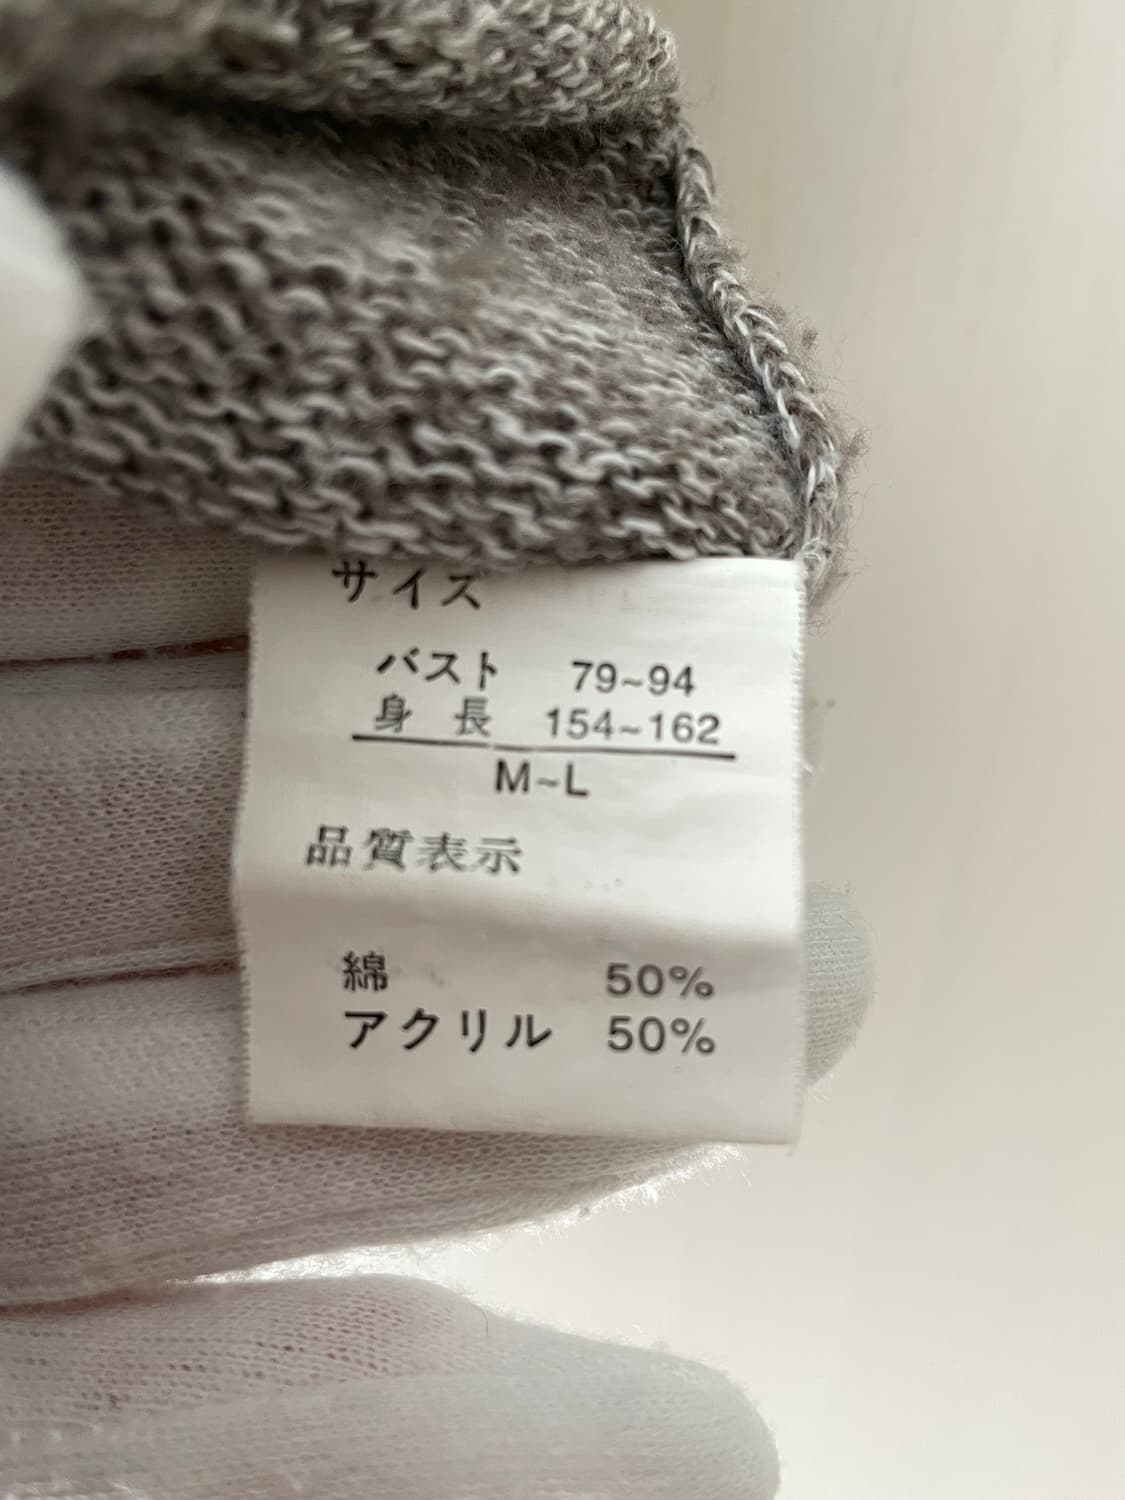 サイズ
バスト 79~94
身長 154~162
M~L
品質表示
綿 50%
アクリル 50%